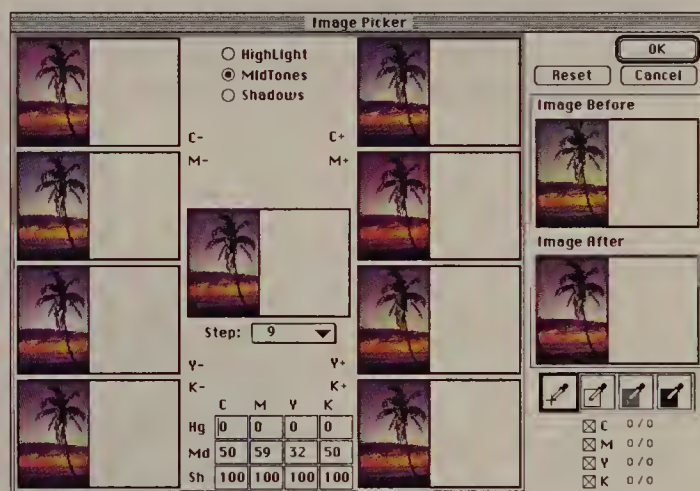 Image Picker
HighLight
MidTones
Shadows
OK
Reset Cancel
C- C+
M- M+
Image Before
Image After
Step: 9
Y- Y+
K- K+
C M Y K
Hg 0 0 0 0
Md 50 59 32 50
Sh 100 100 100 100
C 0/0
M 0/0
Y 0/0
K 0/0